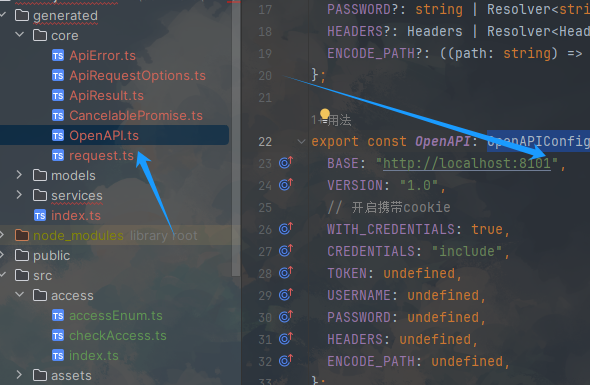 generated
core
ApiError.ts
ApiRequestOptions.ts
ApiResult.ts
CancelablePromise.ts
OpenAPI.ts
request.ts
models
services
index.ts
node_modules library root
public
src
access
accessEnum.ts
checkAccess.ts
index.ts
assets
17 PASSWORD?: string | Resolver<stri
18 HEADERS?: Headers | Resolver<Head
19 ENCODE_PATH?: ((path: string) =>
20 };
21
用法
22 export const OpenAPI: OpenAPIConfig
23 BASE: "http://localhost:8101",
24 VERSION: "1.0",
25 // 开启携带cookie
26 WITH_CREDENTIALS: true,
27 CREDENTIALS: "include",
28 TOKEN: undefined,
29 USERNAME: undefined,
30 PASSWORD: undefined,
31 HEADERS: undefined,
32 ENCODE_PATH: undefined,
33 };